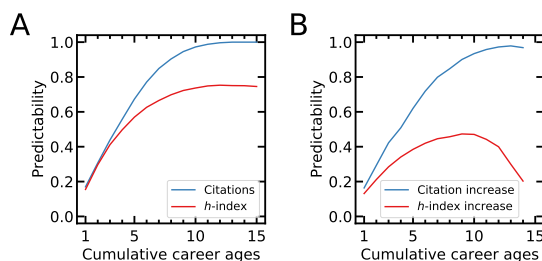 A
1.0
0.8
0.6
0.4
0.2
0.0
Predictability
Citations
h-index
1 5 10 15
Cumulative career ages
B
1.0
0.8
0.6
0.4
0.2
0.0
Predictability
Citation increase
h-index increase
1 5 10 15
Cumulative career ages